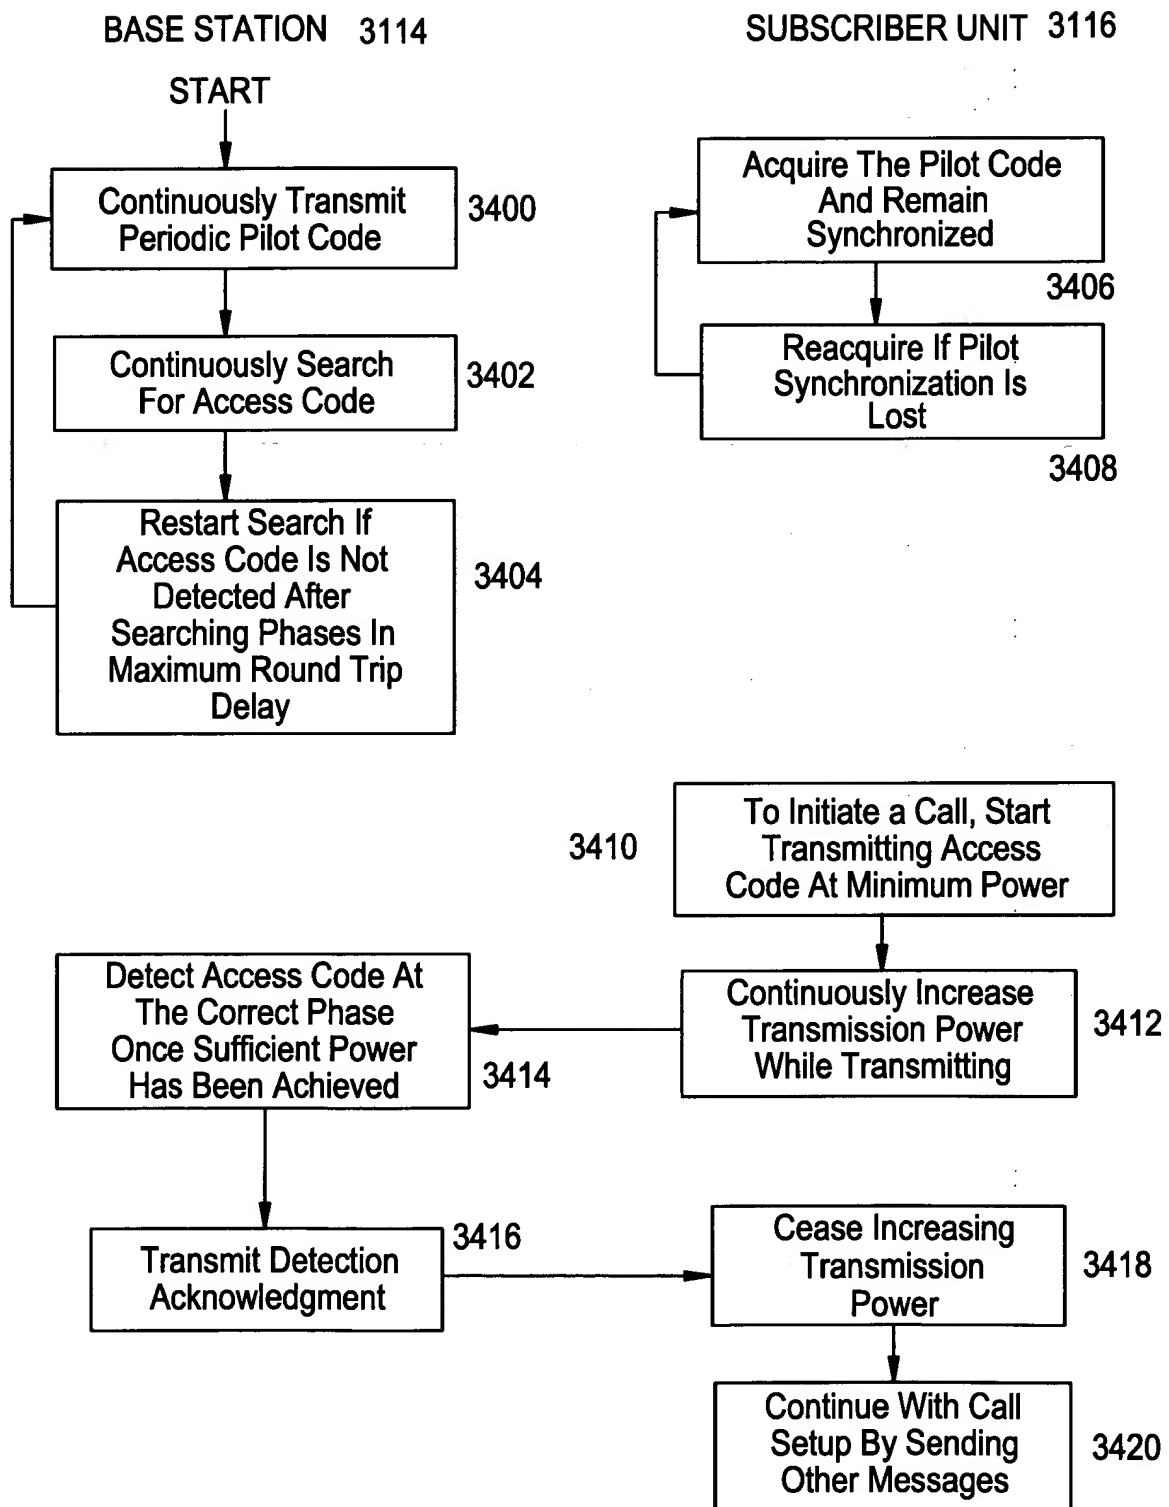 BASE STATION 3114
SUBSCRIBER UNIT 3116
START
Continuously Transmit
Periodic Pilot Code
3400
Acquire The Pilot Code
And Remain
Synchronized
3406
Continuously Search
For Access Code
3402
Reacquire If Pilot
Synchronization Is
Lost
3408
Restart Search If
Access Code Is Not
Detected After
Searching Phases In
Maximum Round Trip
Delay
3404
To Initiate a Call, Start
Transmitting Access
Code At Minimum Power
3410
Continuously Increase
Transmission Power
While Transmitting
3412
Detect Access Code At
The Correct Phase
Once Sufficient Power
Has Been Achieved
3414
Transmit Detection
Acknowledgment
3416
Cease Increasing
Transmission
Power
3418
Continue With Call
Setup By Sending
Other Messages
3420